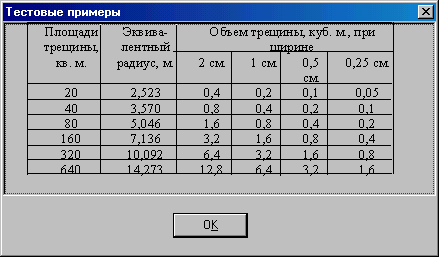 Тестовые примеры
Площади трещины, кв. м. Эквива-лентный радиус, м Объем трещины, куб. м., при ширине
2 см 1 см 0,5 см 0,25 см
20 2,523 0,4 0,2 0,1 0,05
40 3,570 0,8 0,4 0,2 0,1
80 5,046 1,6 0,8 0,4 0,2
160 7,136 3,2 1,6 0,8 0,4
320 10,092 6,4 3,2 1,6 0,8
640 14,273 12,8 6,4 3,2 1,6
OK